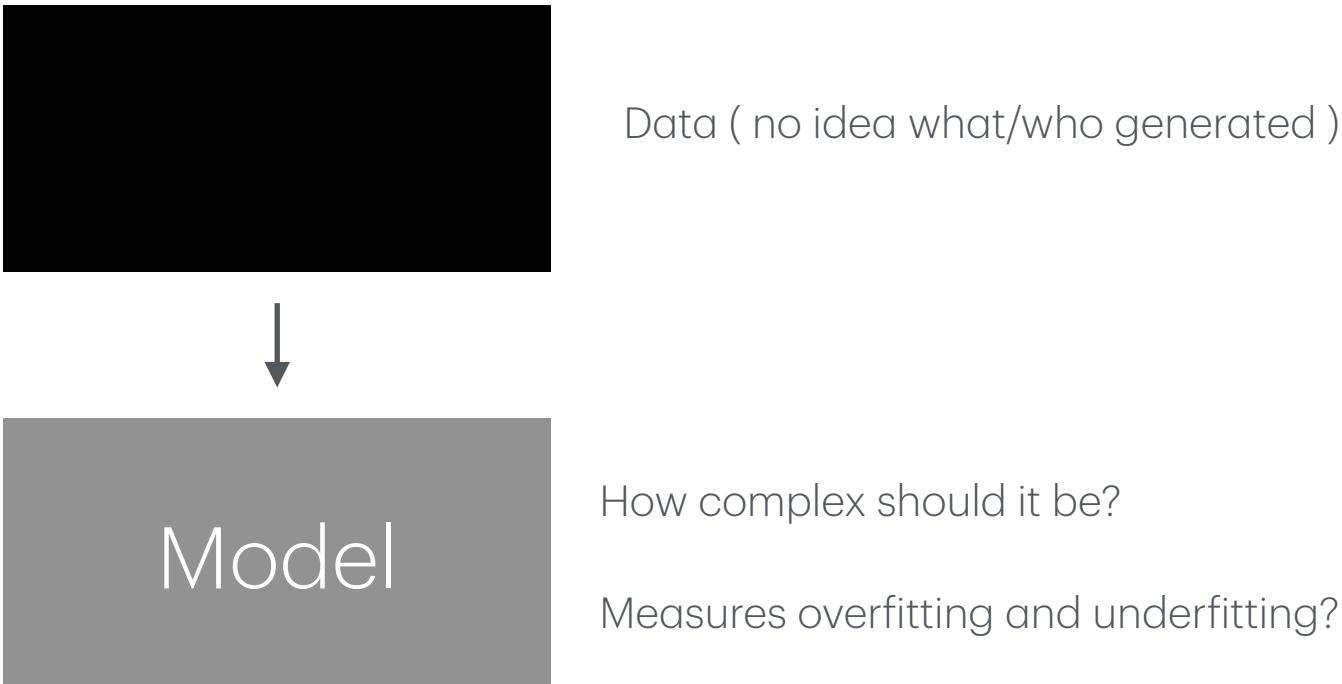 Data ( no idea what/who generated )
Model
How complex should it be?
Measures overfitting and underfitting?